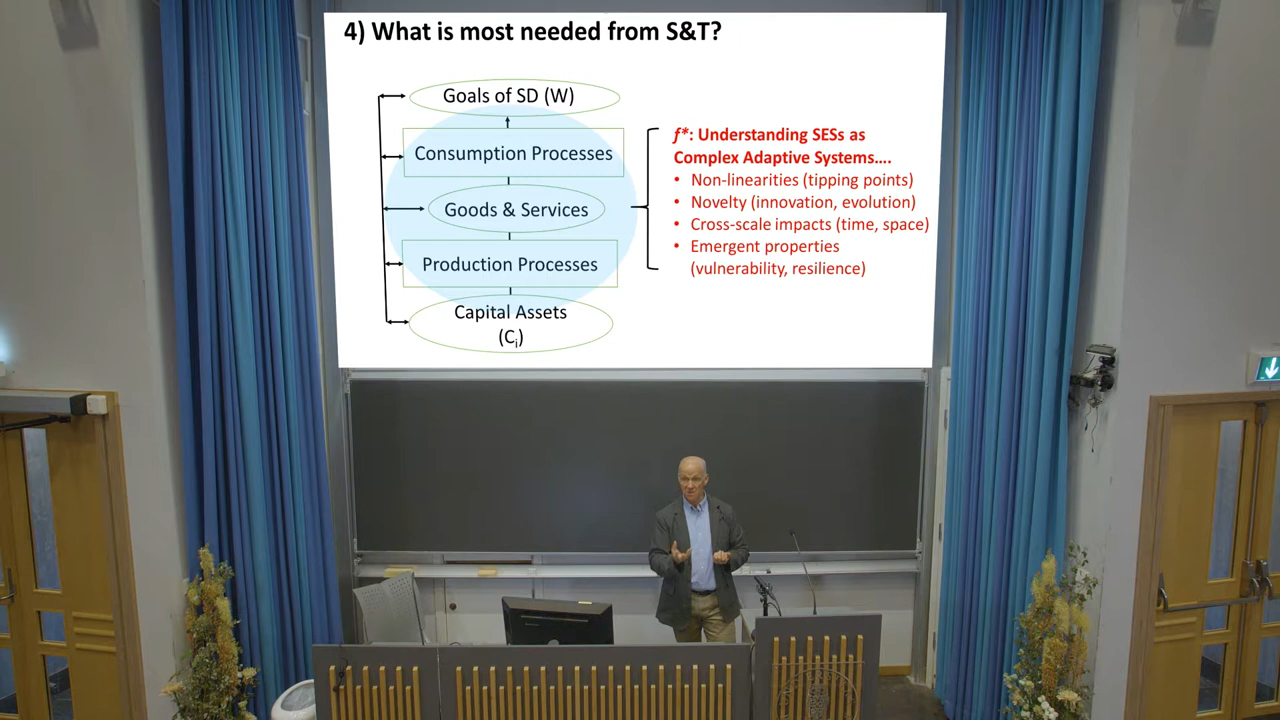 4) What is most needed from S&T?
Goals of SD (W)
Consumption Processes
Goods & Services
Production Processes
Capital Assets
(Ci)
f*: Understanding SESs as
Complex Adaptive Systems....
• Non-linearities (tipping points)
• Novelty (innovation, evolution)
• Cross-scale impacts (time, space)
• Emergent properties
(vulnerability, resilience)